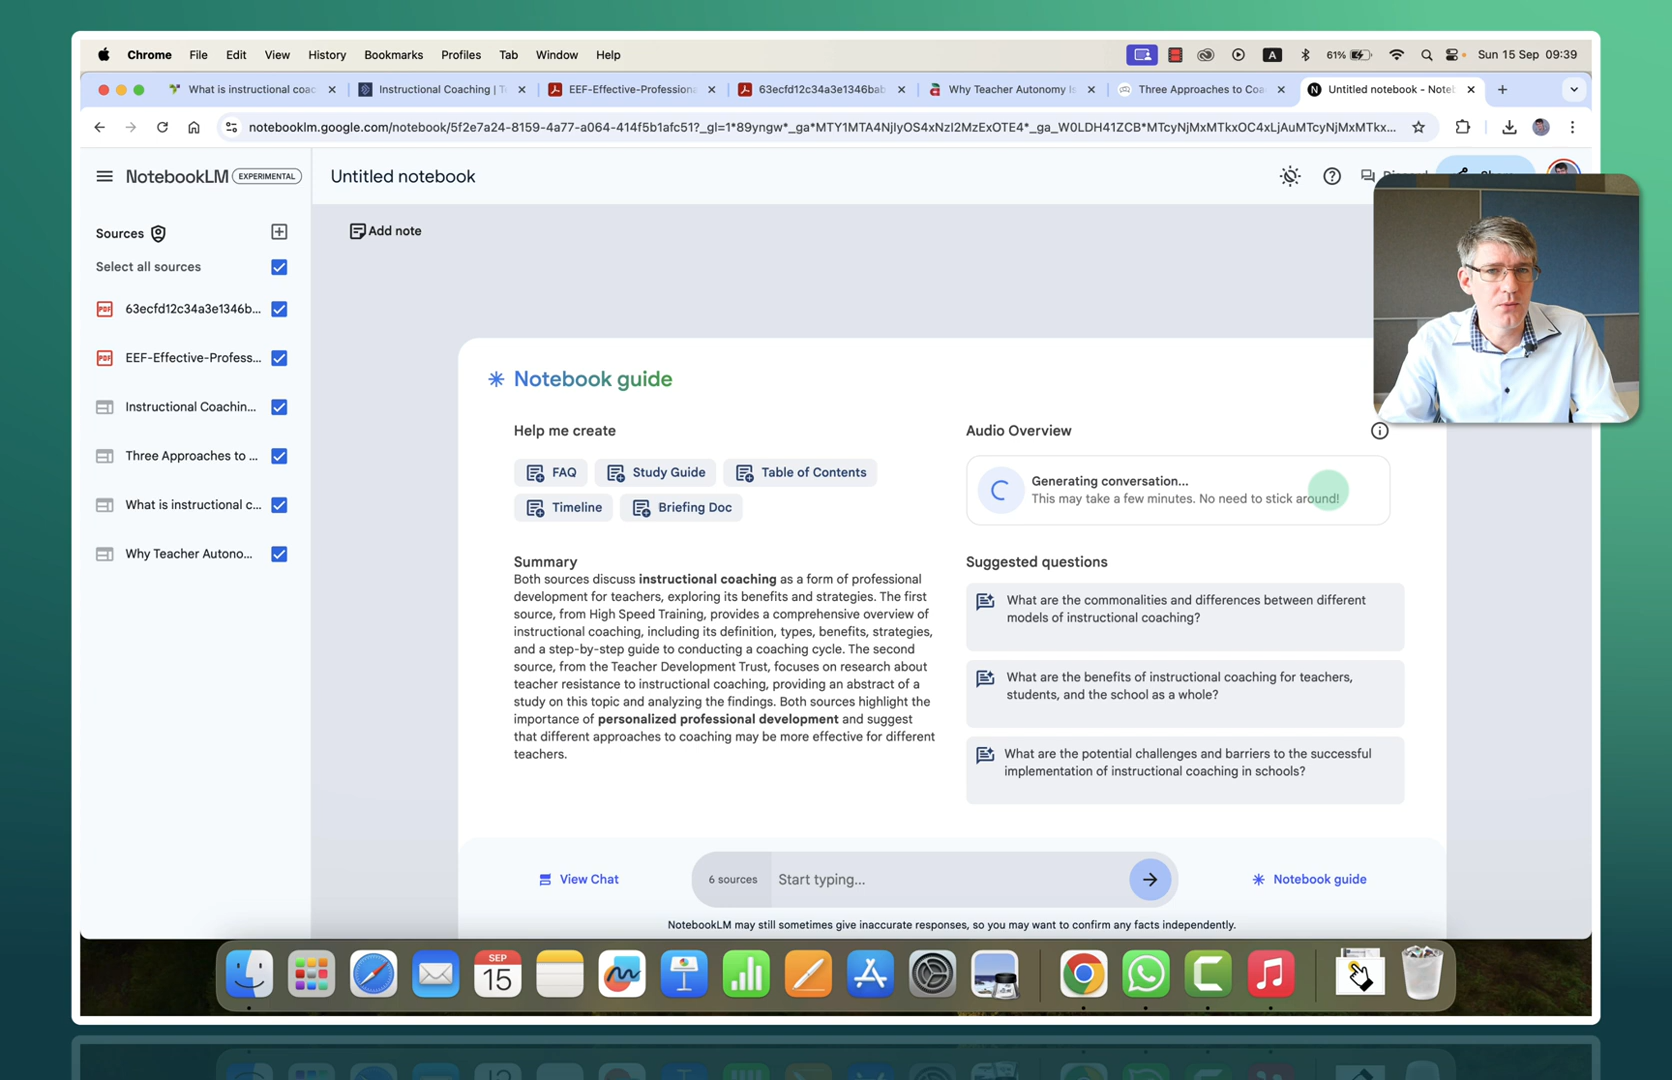 Chrome File Edit View History Bookmarks Profiles Tab Window Help
A 61% Sun 15 Sep 09:39
What is instructional coac
Instructional Coaching | T
EEF-Effective-Professiona
63ecfd12c34a3e1346bab
Why Teacher Autonomy Is
Three Approaches to Coa
Untitled notebook - Note
notebooklm.google.com/notebook/5f2e7a24-8159-4a77-a064-414f5b1afc51?_gl=1*89yngw*_ga*MTY1MTA4NjIyOS4xNzI2MzExOTE4*_ga_W0LDH41ZCB*MTcyNjMxMTkxOC4xLjAuMTcyNjMxMTkx...
NotebookLM EXPERIMENTAL
Untitled notebook
Sources
Select all sources
63ecfd12c34a3e1346b...
EEF-Effective-Profess...
Instructional Coachin...
Three Approaches to ...
What is instructional c...
Why Teacher Autono...
Add note
Notebook guide
Help me create
FAQ
Study Guide
Table of Contents
Timeline
Briefing Doc
Audio Overview
Generating conversation...
This may take a few minutes. No need to stick around!
Summary
Both sources discuss instructional coaching as a form of professional
development for teachers, exploring its benefits and strategies. The first
source, from High Speed Training, provides a comprehensive overview of
instructional coaching, including its definition, types, benefits, strategies,
and a step-by-step guide to conducting a coaching cycle. The second
source, from the Teacher Development Trust, focuses on research about
teacher resistance to instructional coaching, providing an abstract of a
study on this topic and analyzing the findings. Both sources highlight the
importance of personalized professional development and suggest
that different approaches to coaching may be more effective for different
teachers.
Suggested questions
What are the commonalities and differences between different
models of instructional coaching?
What are the benefits of instructional coaching for teachers,
students, and the school as a whole?
What are the potential challenges and barriers to the successful
implementation of instructional coaching in schools?
View Chat
6 sources
Start typing...
Notebook guide
NotebookLM may still sometimes give inaccurate responses, so you may want to confirm any facts independently.
SEP
15